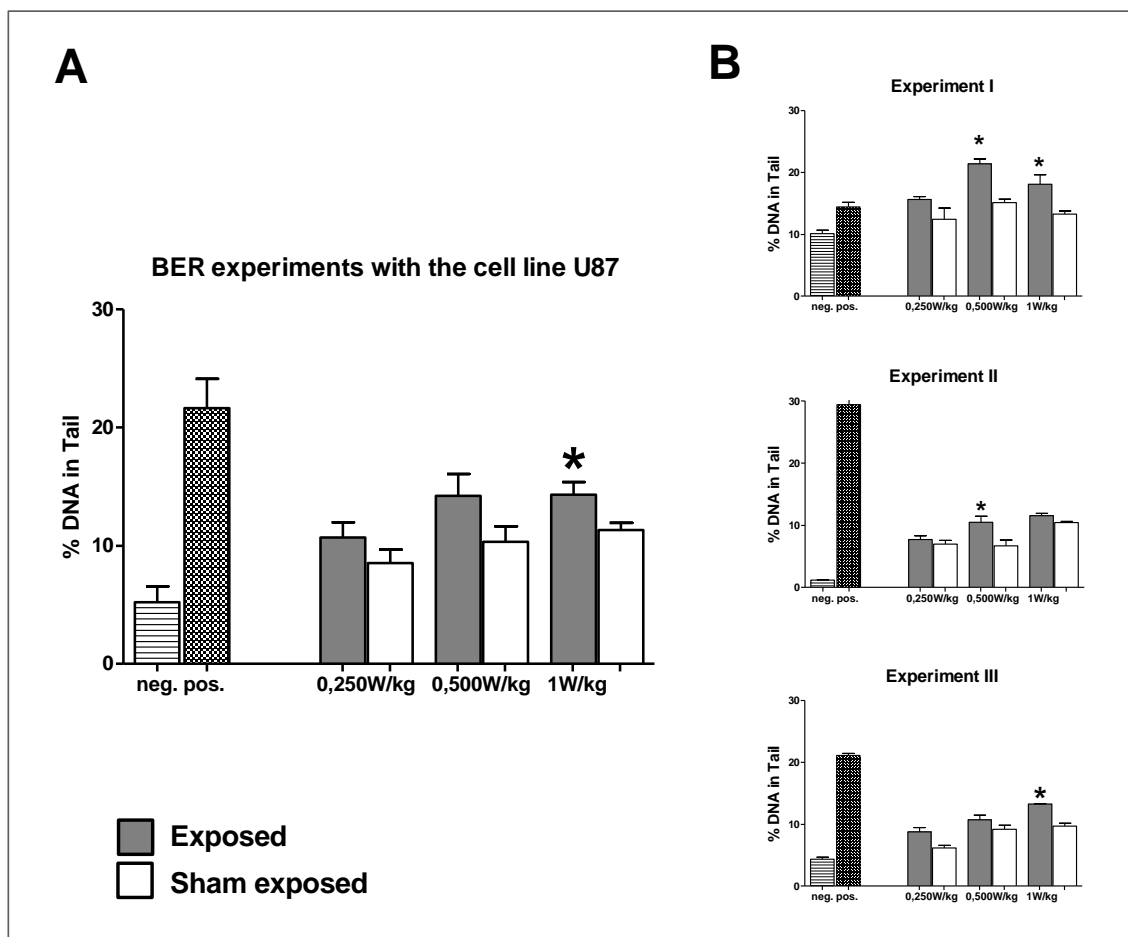 A
BER experiments with the cell line U87
% DNA in Tail
30
20
10
0
*
neg. pos.
0,250W/kg 0,500W/kg 1W/kg
Exposed
Sham exposed
B
Experiment I
% DNA in Tail
30
20
10
0
* *
neg. pos.
0,250W/kg 0,500W/kg 1W/kg
Experiment II
% DNA in Tail
30
20
10
0
*
neg. pos.
0,250W/kg 0,500W/kg 1W/kg
Experiment III
% DNA in Tail
30
20
10
0
*
neg. pos.
0,250W/kg 0,500W/kg 1W/kg